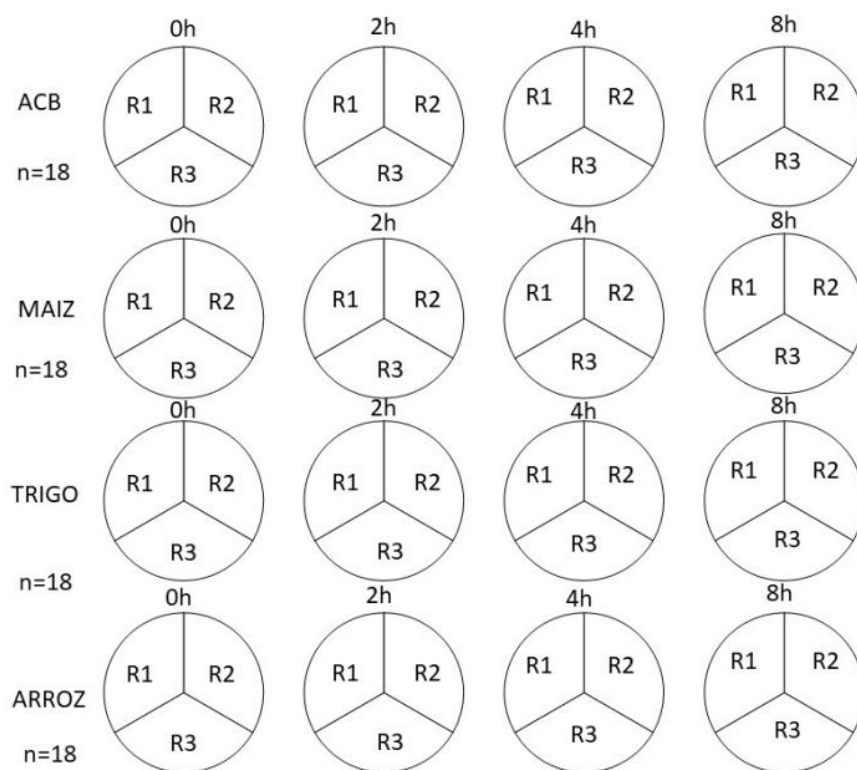 0h 2h 4h 8h
ACB R1 R2 R1 R2 R1 R2 R1 R2
n=18 R3 R3 R3 R3
0h 2h 4h 8h
MAIZ R1 R2 R1 R2 R1 R2 R1 R2
n=18 R3 R3 R3 R3
0h 2h 4h 8h
TRIGO R1 R2 R1 R2 R1 R2 R1 R2
R3 R3 R3 R3
n=18
0h 2h 4h 8h
ARROZ R1 R2 R1 R2 R1 R2 R1 R2
n=18 R3 R3 R3 R3